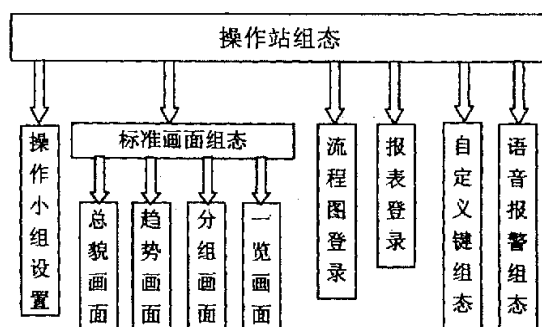 操作站组态
操作小组设置
标准画面组态
总貌画面
趋势画面
分组画面
一览画面
流程图登录
报表登录
自定义键组态
语音报警组态